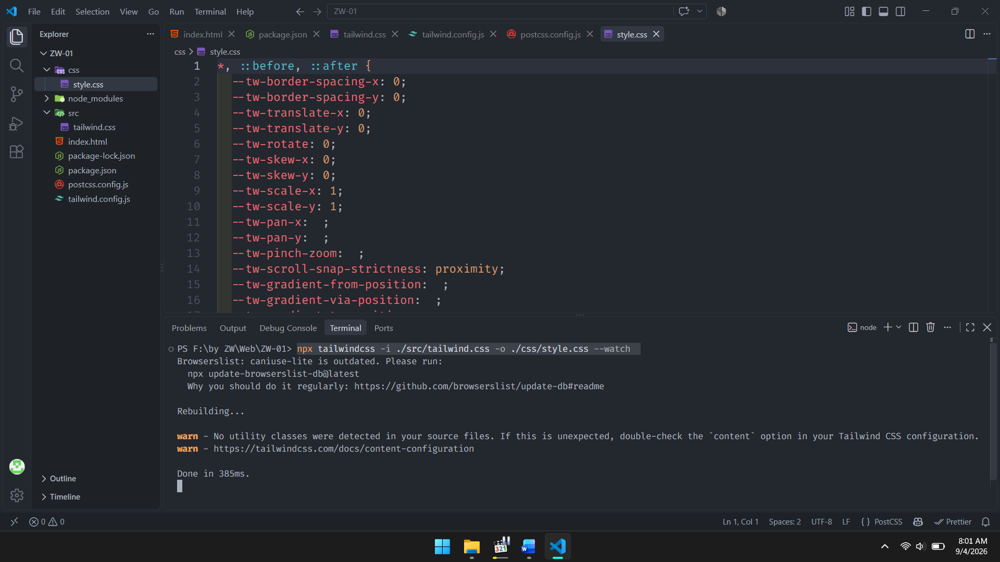 File Edit Selection View Go Run Terminal Help
ZW-01
Explorer
ZW-01
css
style.css
node_modules
src
tailwind.css
index.html
package-lock.json
package.json
postcss.config.js
tailwind.config.js
Outline
Timeline
index.html package.json tailwind.css tailwind.config.js postcss.config.js style.css
css > style.css
1 *, ::before, ::after {
2 --tw-border-spacing-x: 0;
3 --tw-border-spacing-y: 0;
4 --tw-translate-x: 0;
5 --tw-translate-y: 0;
6 --tw-rotate: 0;
7 --tw-skew-x: 0;
8 --tw-skew-y: 0;
9 --tw-scale-x: 1;
10 --tw-scale-y: 1;
11 --tw-pan-x:  ;
12 --tw-pan-y:  ;
13 --tw-pinch-zoom:  ;
14 --tw-scroll-snap-strictness: proximity;
15 --tw-gradient-from-position:  ;
16 --tw-gradient-via-position:  ;
Problems Output Debug Console Terminal Ports
node
PS F:\by ZW\Web\ZW-01> npx tailwindcss -i ./src/tailwind.css -o ./css/style.css --watch
Browserslist: caniuse-lite is outdated. Please run:
npx update-browserslist-db@latest
Why you should do it regularly: https://github.com/browserslist/update-db#readme
Rebuilding...
warn - No utility classes were detected in your source files. If this is unexpected, double-check the `content` option in your Tailwind CSS configuration.
warn - https://tailwindcss.com/docs/content-configuration
Done in 385ms.
0 0
Ln 1, Col 1 Spaces: 2 UTF-8 LF { } PostCSS Prettier
321
W
8:01 AM
9/4/2026